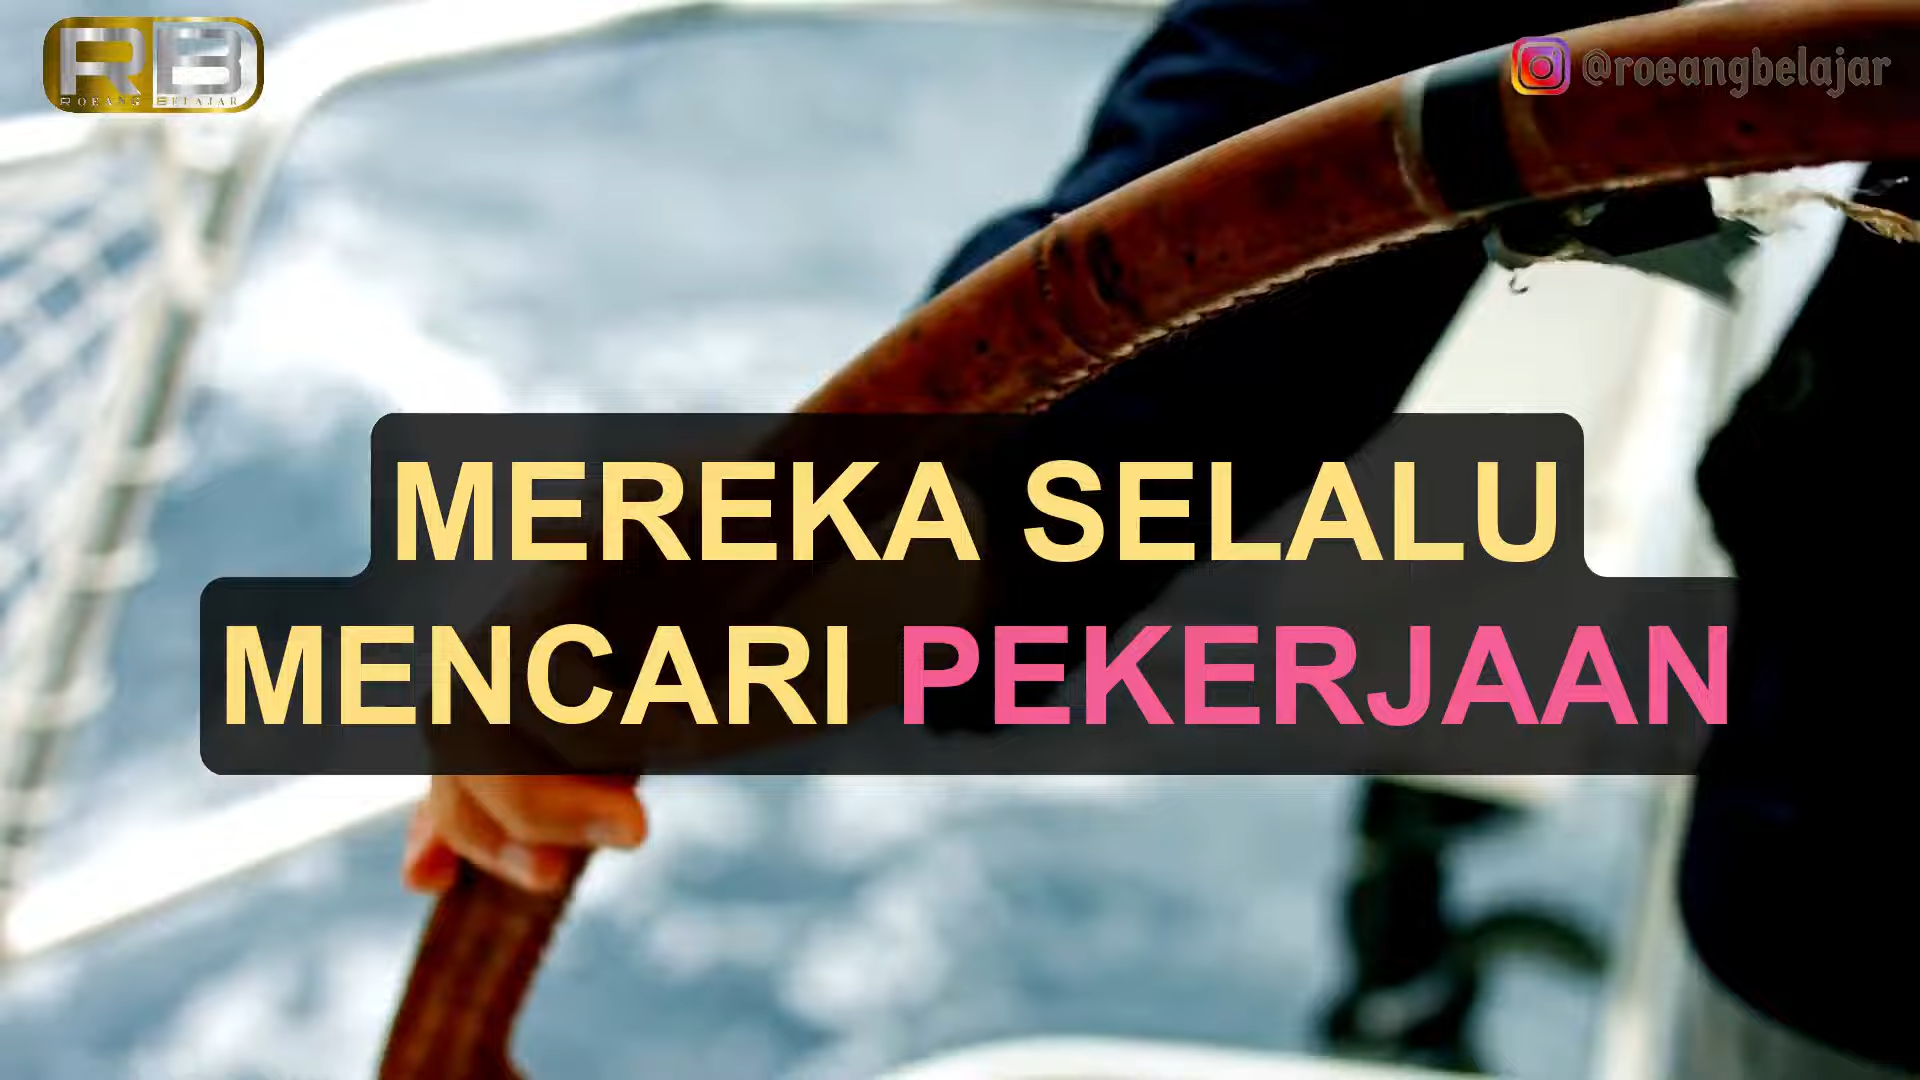 RB
ROEANG BELAJAR
@roeangbelajar
MEREKA SELALU
MENCARI PEKERJAAN